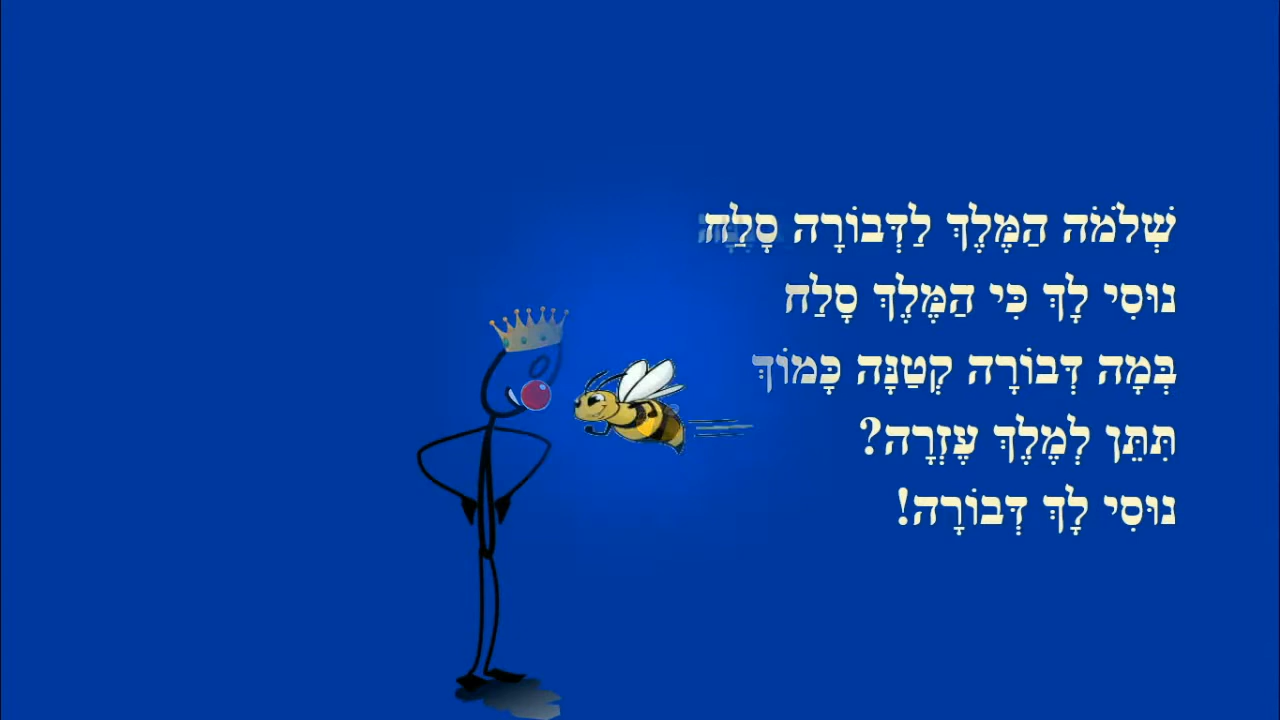 שְׁלֹמֹה הַמֶּלֶךְ לַדְּבוֹרָה סָלַח
נוּסִי לָךְ כִּי הַמֶּלֶךְ סָלַח
בְּמָה דְּבוֹרָה קְטַנָּה כָּמוֹךְ
תִּתֵּן לְמֶלֶךְ עֶזְרָה?
נוּסִי לָךְ דְּבוֹרָה!